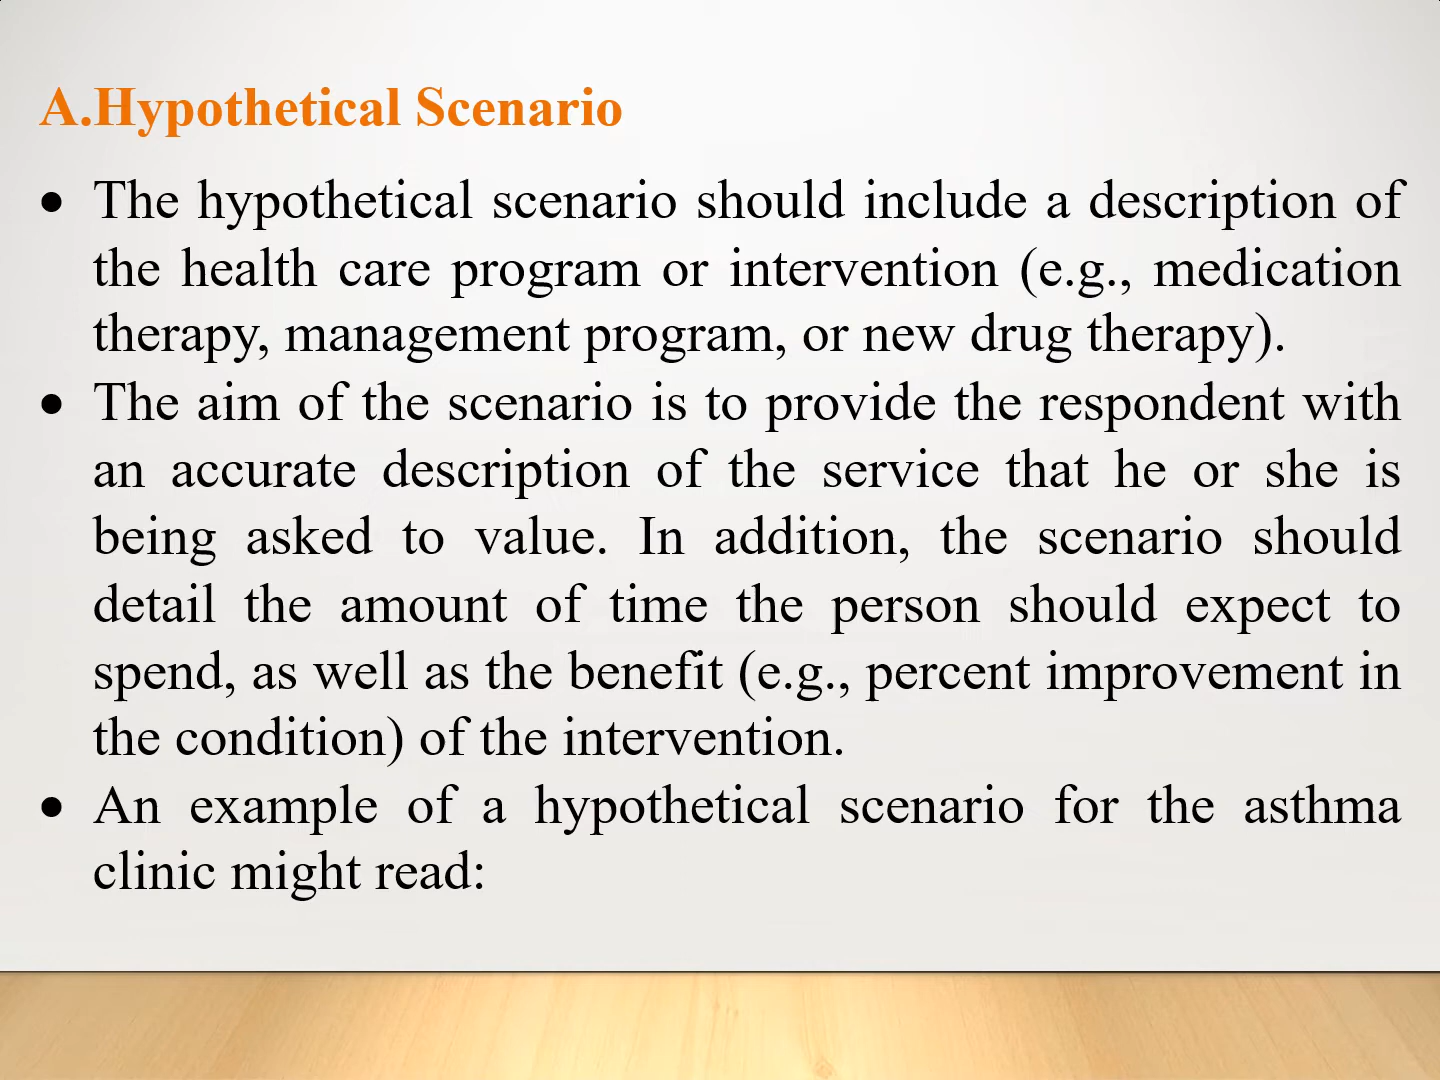 A.Hypothetical Scenario
• The hypothetical scenario should include a description of
the health care program or intervention (e.g., medication
therapy, management program, or new drug therapy).
• The aim of the scenario is to provide the respondent with
an accurate description of the service that he or she is
being asked to value. In addition, the scenario should
detail the amount of time the person should expect to
spend, as well as the benefit (e.g., percent improvement in
the condition) of the intervention.
• An example of a hypothetical scenario for the asthma
clinic might read: